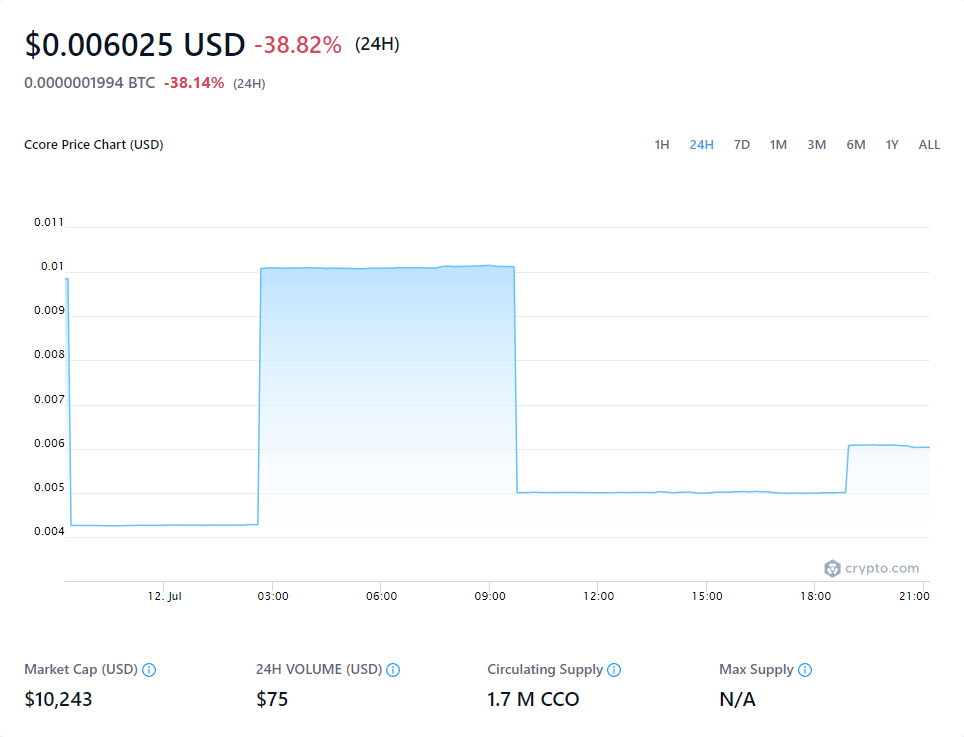 $0.006025 USD -38.82% (24H)
0.0000001994 BTC -38.14% (24H)
Ccore Price Chart (USD)
1H 24H 7D 1M 3M 6M 1Y ALL
0.011
0.01
0.009
0.008
0.007
0.006
0.005
0.004
crypto.com
12. Jul 03:00 06:00 09:00 12:00 15:00 18:00 21:00
Market Cap (USD) 24H VOLUME (USD) Circulating Supply Max Supply
$10,243 $75 1.7 M CCO N/A